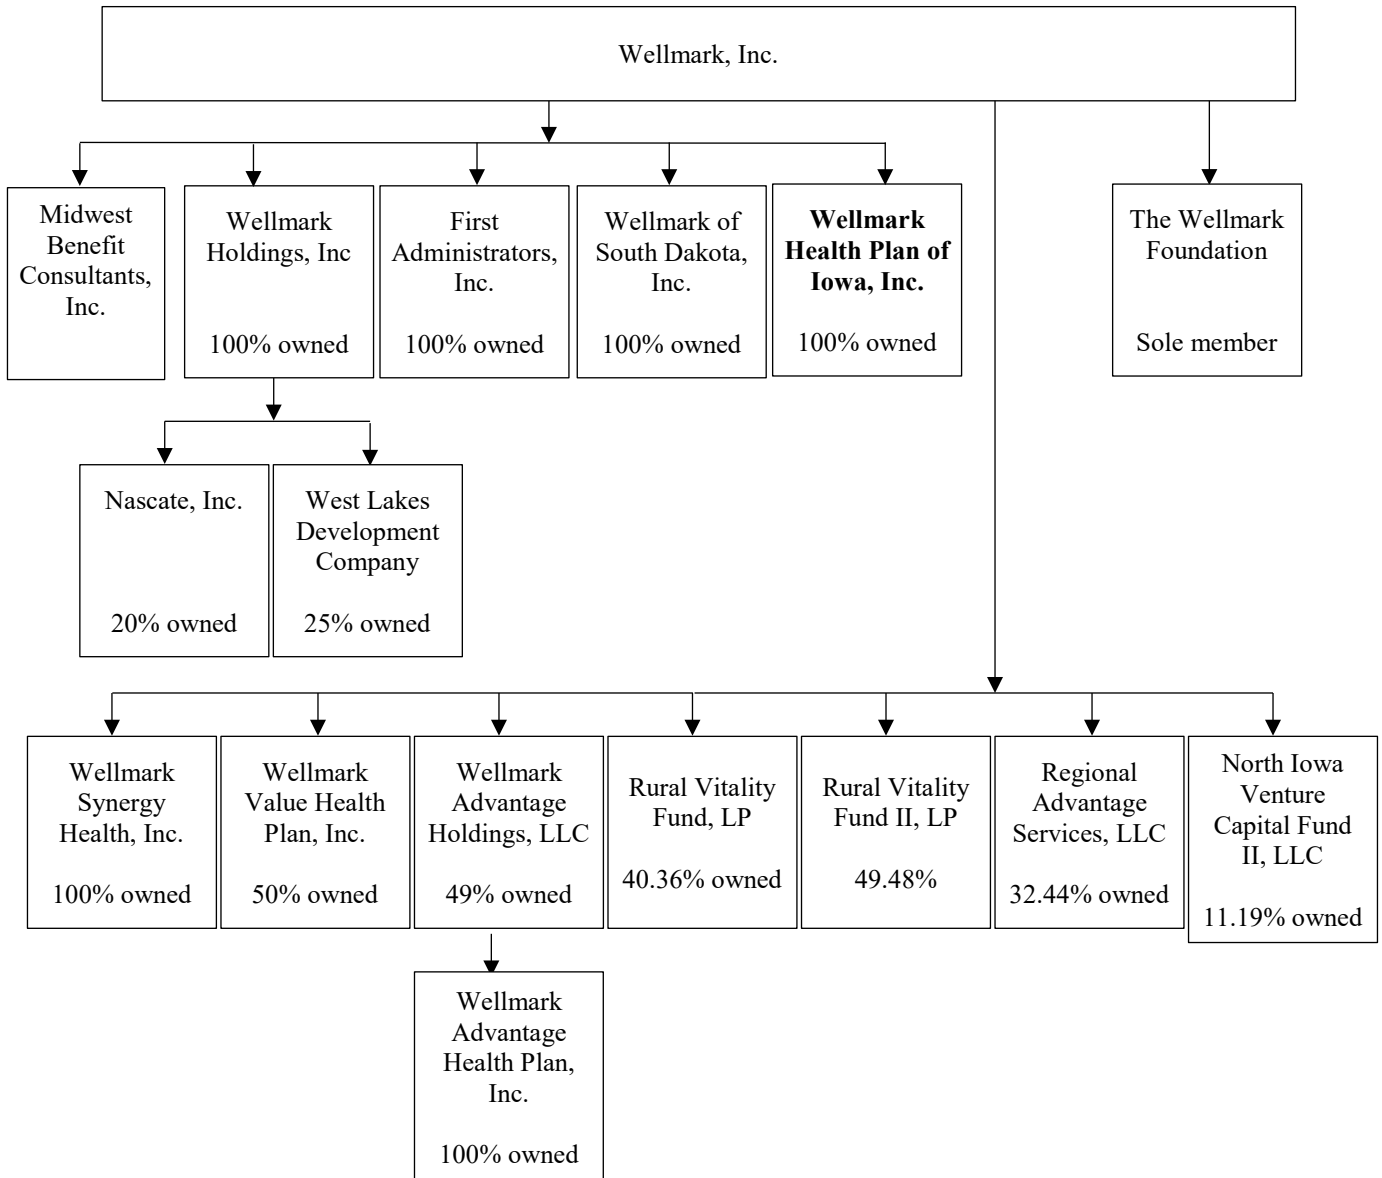 Wellmark, Inc.
Midwest
Benefit
Consultants,
Inc.
Wellmark
Holdings, Inc
100% owned
First
Administrators,
Inc.
100% owned
Wellmark of
South Dakota,
Inc.
100% owned
Wellmark
Health Plan of
Iowa, Inc.
100% owned
The Wellmark
Foundation
Sole member
Nascate, Inc.
20% owned
West Lakes
Development
Company
25% owned
Wellmark
Synergy
Health, Inc.
100% owned
Wellmark
Value Health
Plan, Inc.
50% owned
Wellmark
Advantage
Holdings, LLC
49% owned
Rural Vitality
Fund, LP
40.36% owned
Rural Vitality
Fund II, LP
49.48%
Regional
Advantage
Services, LLC
32.44% owned
North Iowa
Venture
Capital Fund
II, LLC
11.19% owned
Wellmark
Advantage
Health Plan,
Inc.
100% owned